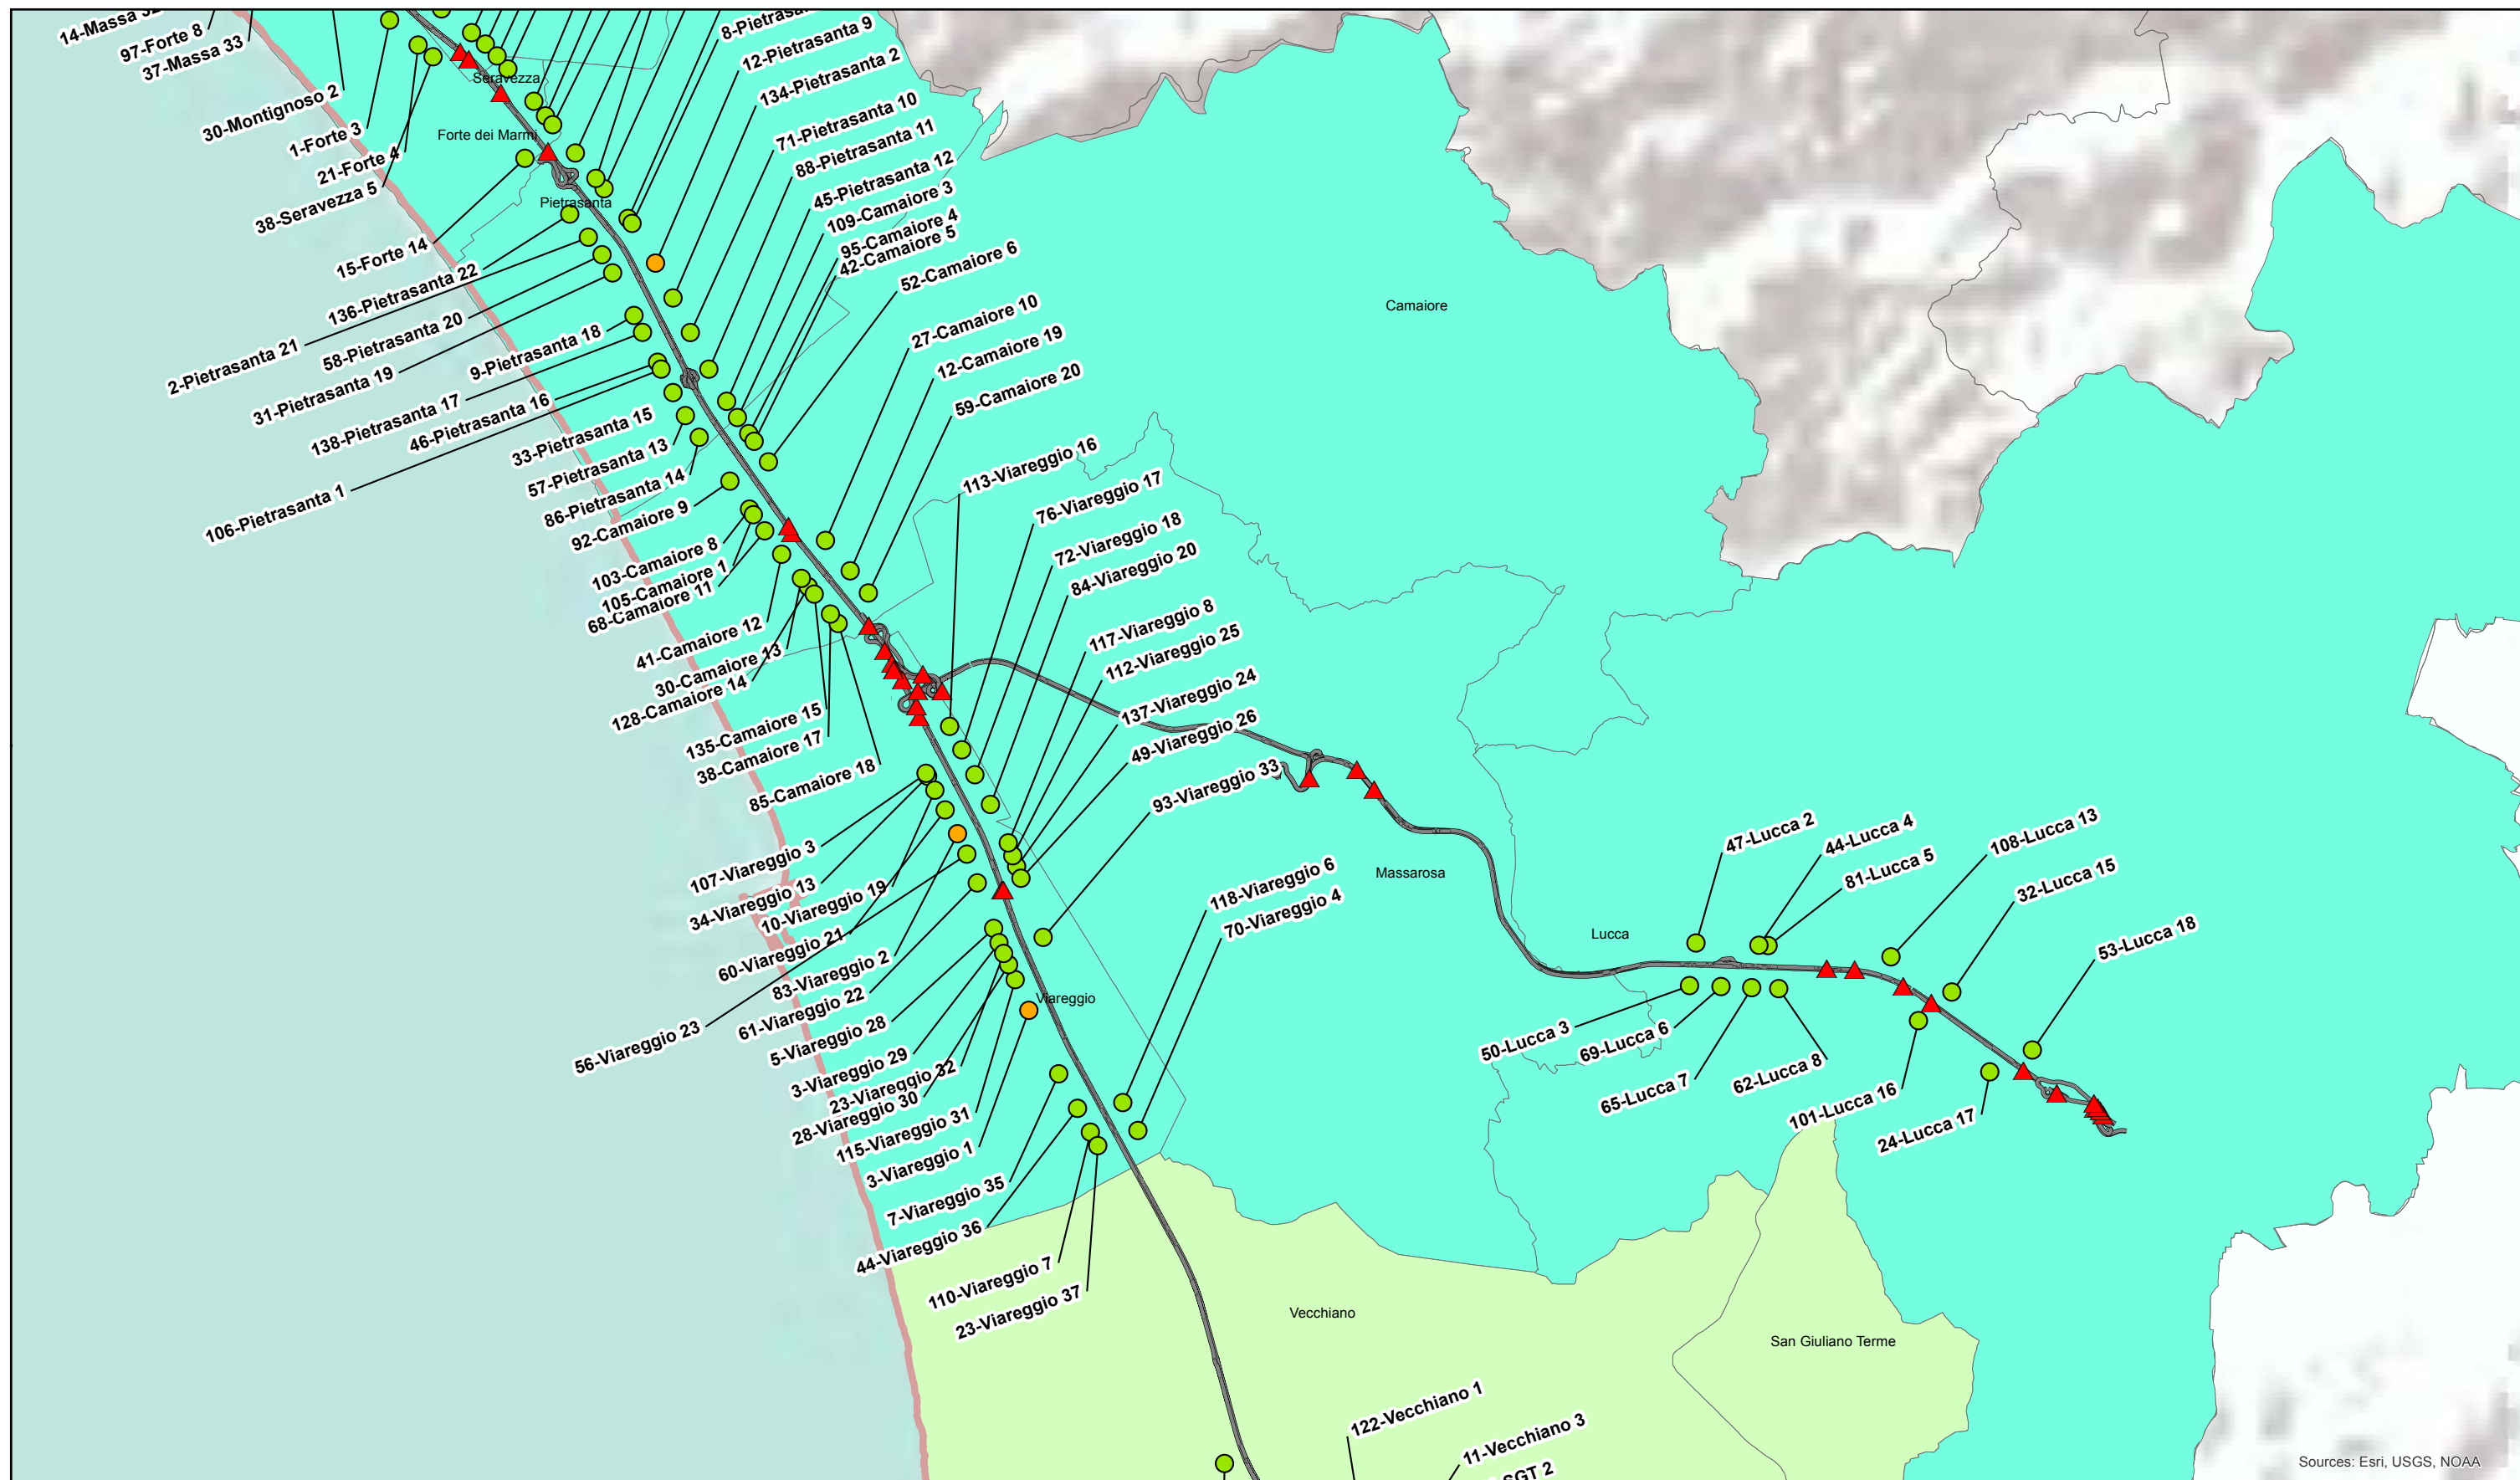 14-Massa 32
97-Forte 8
37-Massa 33
30-Montignoso 2
1-Forte 3
21-Forte 4
38-Seravezza 5
15-Forte 14
136-Pietrasanta 22
2-Pietrasanta 21
58-Pietrasanta 20
31-Pietrasanta 19
9-Pietrasanta 18
138-Pietrasanta 17
46-Pietrasanta 16
106-Pietrasanta 1
33-Pietrasanta 15
57-Pietrasanta 13
86-Pietrasanta 14
92-Camaiore 9
103-Camaiore 8
105-Camaiore 1
68-Camaiore 11
41-Camaiore 12
30-Camaiore 13
128-Camaiore 14
135-Camaiore 15
38-Camaiore 17
85-Camaiore 18
107-Viareggio 3
34-Viareggio 13
10-Viareggio 19
60-Viareggio 21
83-Viareggio 2
56-Viareggio 23
61-Viareggio 22
5-Viareggio 28
3-Viareggio 29
23-Viareggio 32
28-Viareggio 30
115-Viareggio 31
3-Viareggio 1
7-Viareggio 35
44-Viareggio 36
110-Viareggio 7
23-Viareggio 37
Seravezza
Forte dei Marmi
Pietrasanta
12-Pietrasanta 9
134-Pietrasanta 2
71-Pietrasanta 10
88-Pietrasanta 11
45-Pietrasanta 12
109-Camaiore 3
95-Camaiore 4
42-Camaiore 5
52-Camaiore 6
27-Camaiore 10
12-Camaiore 19
59-Camaiore 20
113-Viareggio 16
76-Viareggio 17
72-Viareggio 18
84-Viareggio 20
117-Viareggio 8
112-Viareggio 25
137-Viareggio 24
49-Viareggio 26
93-Viareggio 33
118-Viareggio 6
70-Viareggio 4
Viareggio
Camaiore
Massarosa
Lucca
47-Lucca 2
44-Lucca 4
81-Lucca 5
108-Lucca 13
32-Lucca 15
53-Lucca 18
50-Lucca 3
69-Lucca 6
65-Lucca 7
62-Lucca 8
101-Lucca 16
24-Lucca 17
Vecchiano
San Giuliano Terme
122-Vecchiano 1
11-Vecchiano 3
SGT 2
Sources: Esri, USGS, NOAA